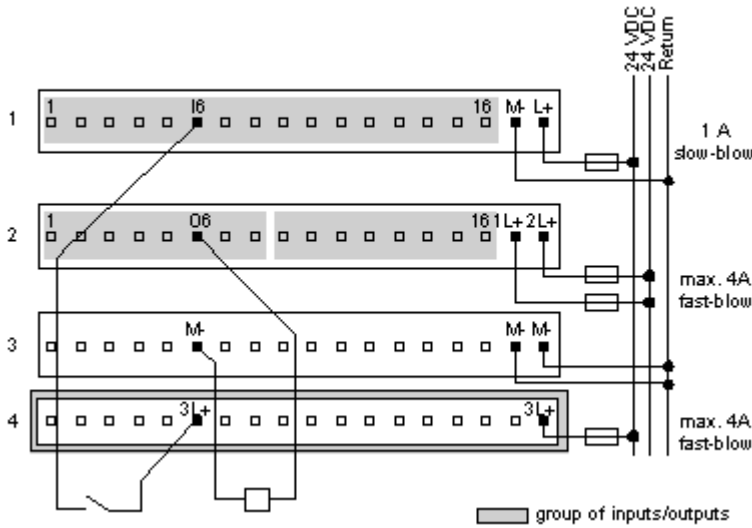 24 VDC
24 VDC
Return
1 I6 16 M- L+
1
1 A
slow-blow
1 O6 16 1L+ 2L+
2
max. 4A
fast-blow
M- M- M-
3
3L+ 3L+
4
max. 4A
fast-blow
group of inputs/outputs